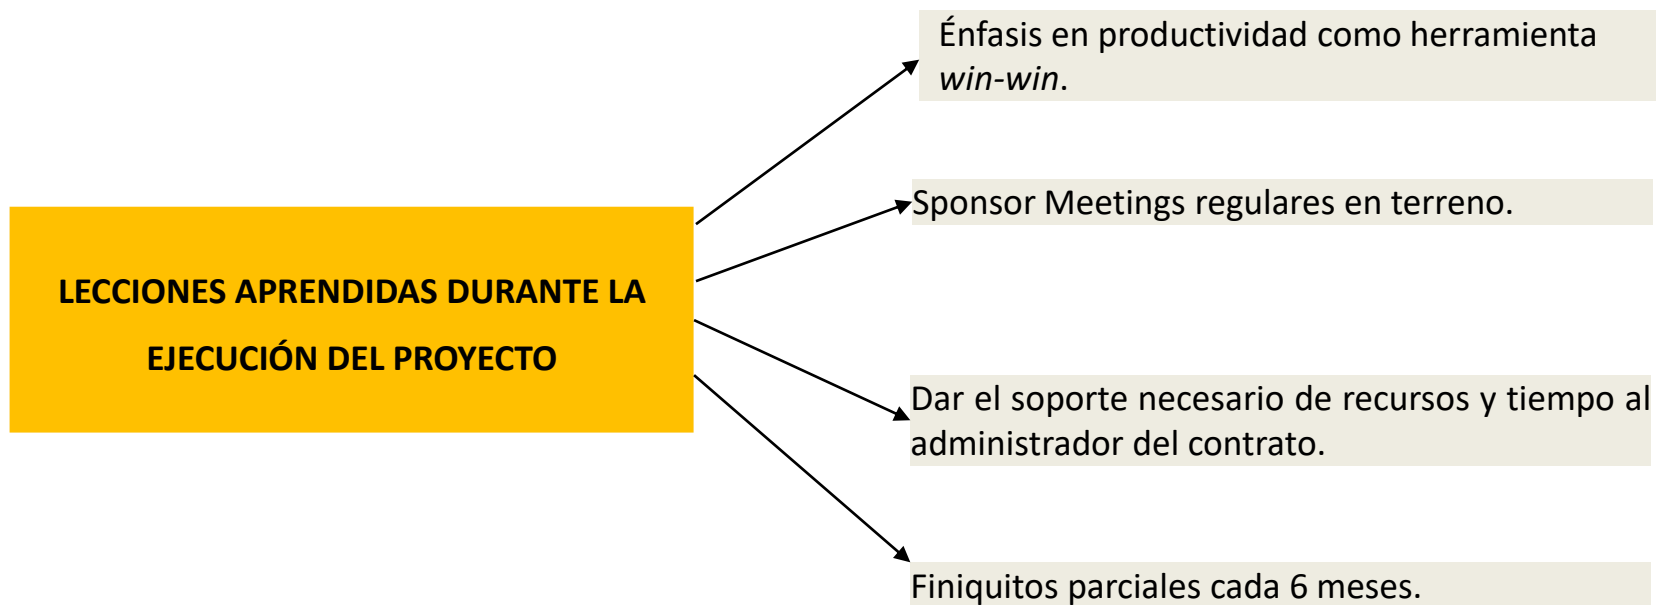 LECCIONES APRENDIDAS DURANTE LA
EJECUCIÓN DEL PROYECTO
Énfasis en productividad como herramienta
win-win.
Sponsor Meetings regulares en terreno.
Dar el soporte necesario de recursos y tiempo al
administrador del contrato.
Finiquitos parciales cada 6 meses.